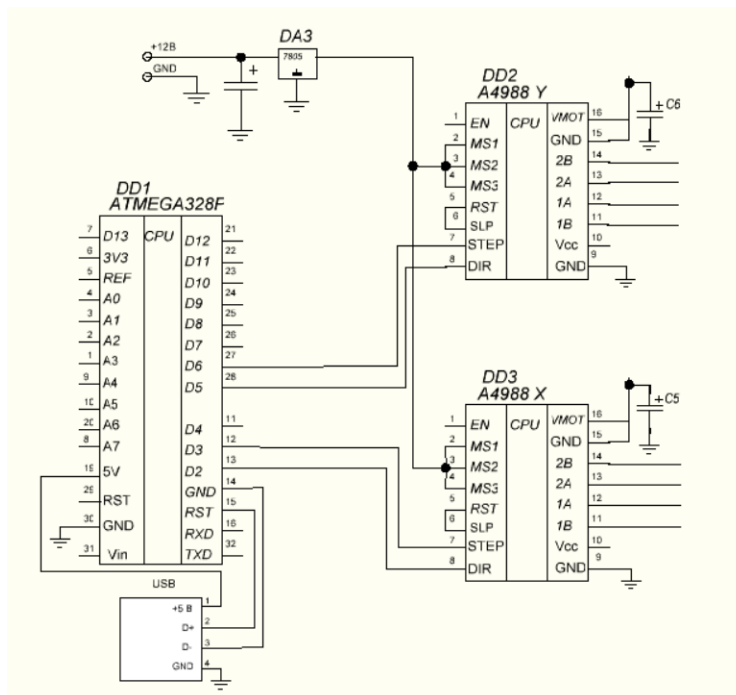 +12В
GND
DA3
7805
+
DD2
A4988 Y
1 EN CPU VMOT 16
2 MS1 GND 15
3 MS2 2B 14
4 MS3 2A 13
5 RST 1A 12
6 SLP 1B 11
7 STEP Vcc 10
8 DIR GND 9
+ C6
DD1
ATMEGA328F
7 D13 CPU D12 21
6 3V3 D11 22
5 REF D10 23
4 A0 D9 24
3 A1 D8 25
2 A2 D7 26
1 A3 D6 27
9 A4 D5 28
10 A5
20 A6 D4 11
8 A7 D3 12
19 5V D2 13
29 RST GND 14
30 GND RST 15
31 Vin RXD 16
TXD 32
DD3
A4988 X
1 EN CPU VMOT 16
2 MS1 GND 15
3 MS2 2B 14
4 MS3 2A 13
5 RST 1A 12
6 SLP 1B 11
7 STEP Vcc 10
8 DIR GND 9
+ C5
USB
+5 В 1
D+ 2
D- 3
GND 4